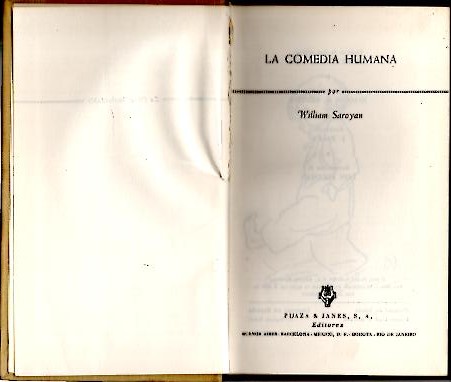 LA COMEDIA HUMANA
por
William Saroyan
PLAZA & JANES, S. A.
Editores
BUENOS AIRES - BARCELONA - MEXICO, D. F. - BOGOTA - RIO DE JANEIRO